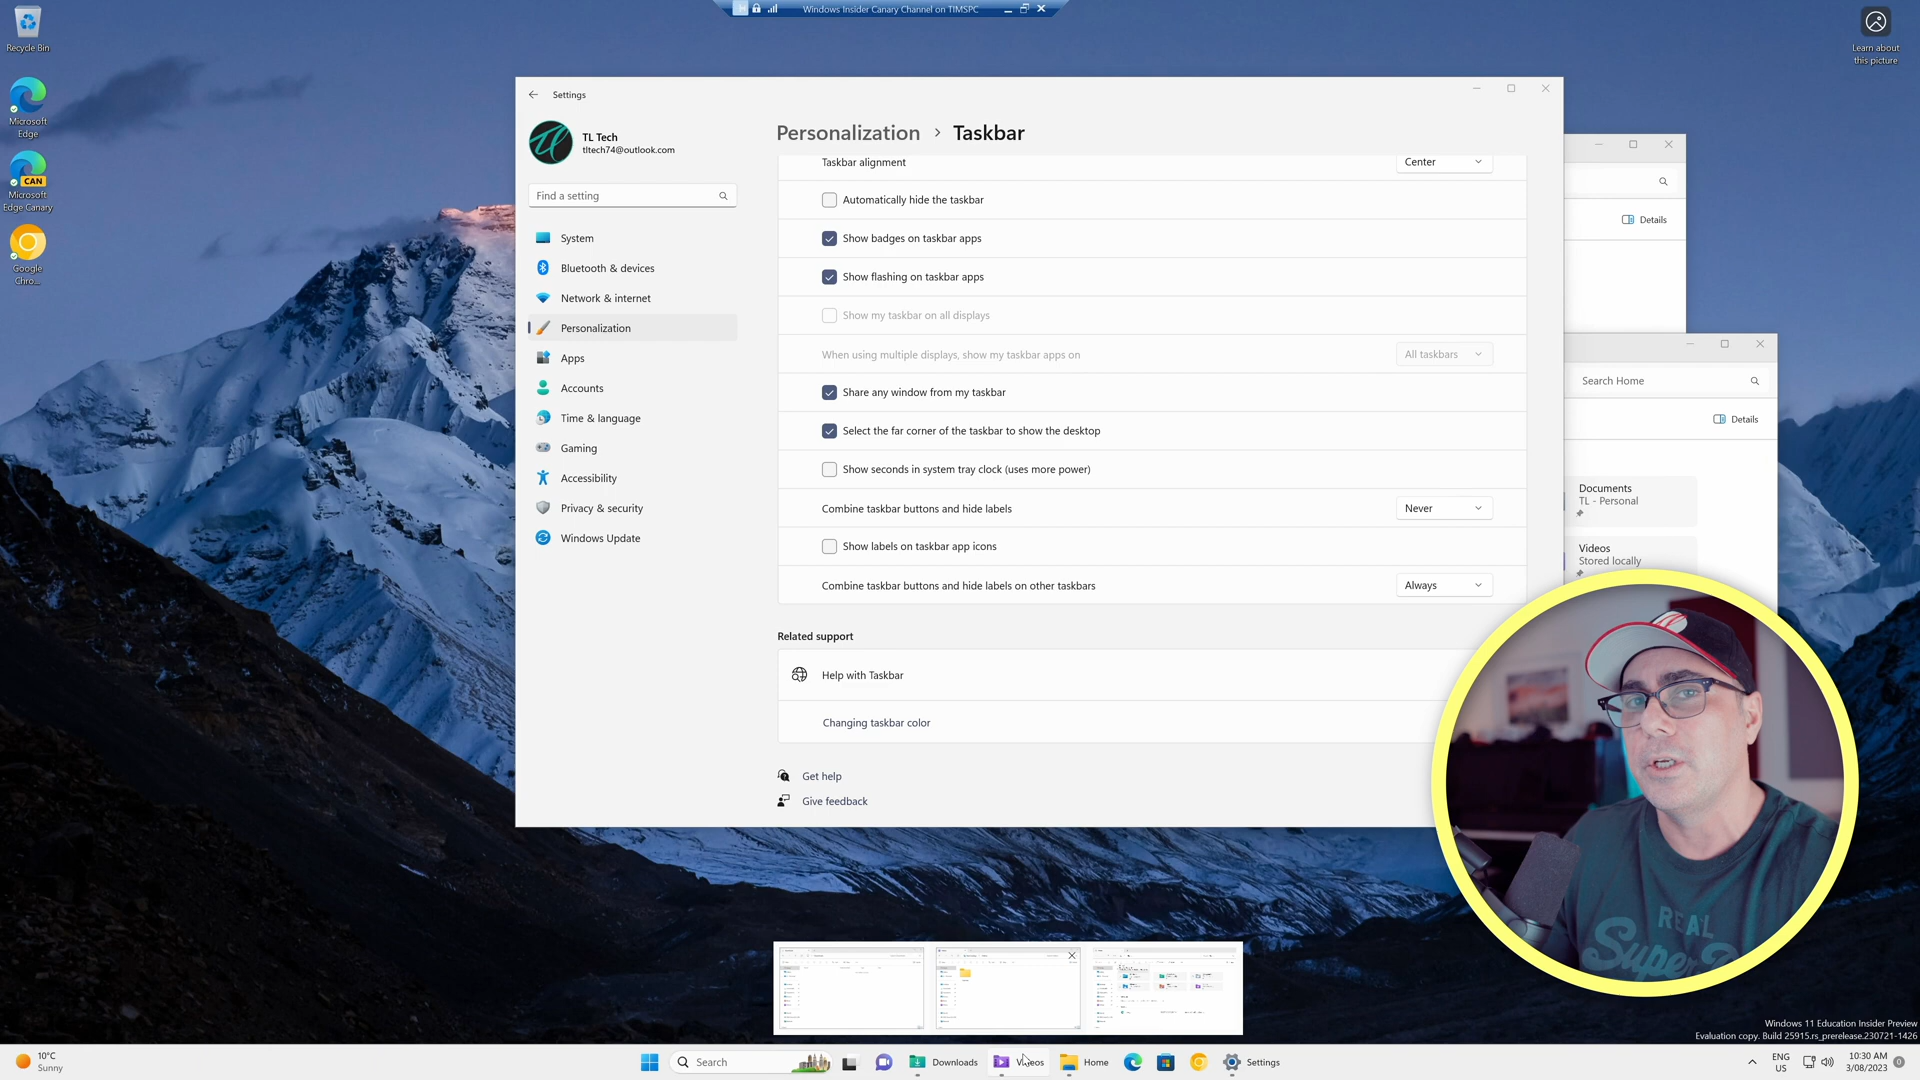 Windows Insider Canary Channel on TIMSPC
Recycle Bin
Microsoft
Edge
CAN
Microsoft
Edge Canary
Google
Chro...
Learn about
this picture
Settings
TL Tech
tltech74@outlook.com
Find a setting
System
Bluetooth & devices
Network & internet
Personalization
Apps
Accounts
Time & language
Gaming
Accessibility
Privacy & security
Windows Update
Personalization > Taskbar
Taskbar alignment
Center
Automatically hide the taskbar
Show badges on taskbar apps
Show flashing on taskbar apps
Show my taskbar on all displays
When using multiple displays, show my taskbar apps on
All taskbars
Share any window from my taskbar
Select the far corner of the taskbar to show the desktop
Show seconds in system tray clock (uses more power)
Combine taskbar buttons and hide labels
Never
Show labels on taskbar app icons
Combine taskbar buttons and hide labels on other taskbars
Always
Related support
Help with Taskbar
Changing taskbar color
Get help
Give feedback
Details
Search Home
Details
Documents
TL - Personal
Videos
Stored locally
REAL
Windows 11 Education Insider Preview
Evaluation copy. Build 25915.rs_prerelease.230721-1426
10°C
Sunny
Search
Downloads
Videos
Home
Settings
ENG
US
10:30 AM
3/08/2023